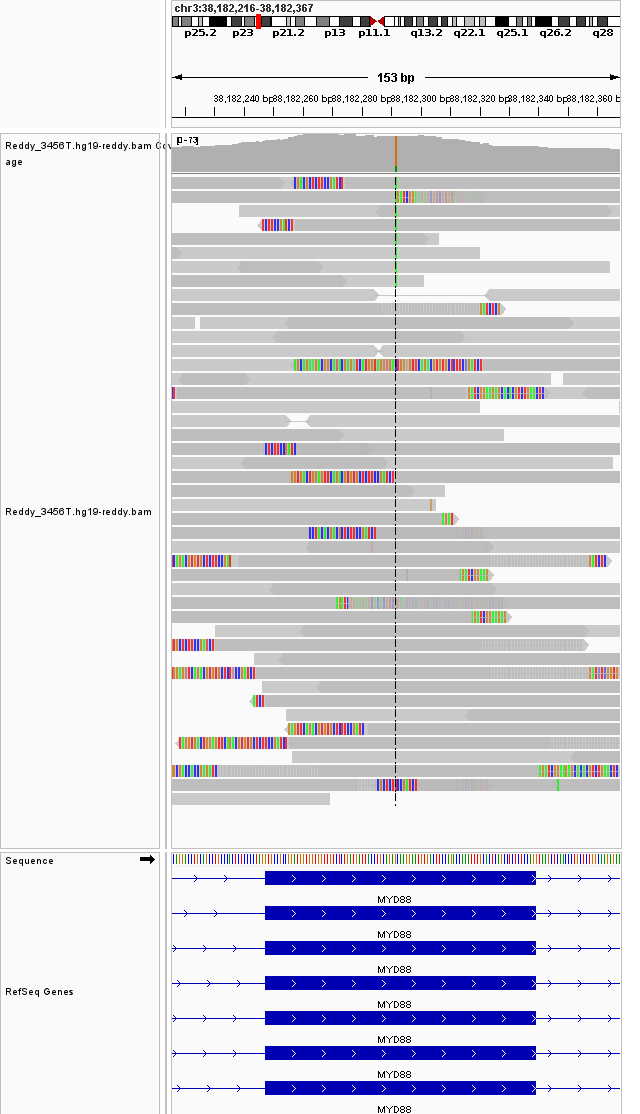 chr3:38,182,216-38,182,367
p25.2 p23 p21.2 p13 p11.1 q13.2 q22.1 q25.1 q26.2 q28
153 bp
38,182,240 bp 38,182,260 bp 38,182,280 bp 38,182,300 bp 38,182,320 bp 38,182,340 bp 38,182,360 b
Reddy_3456T.hg19-reddy.bam Cov
age
[0 - 73]
Reddy_3456T.hg19-reddy.bam
Sequence
MYD88
MYD88
MYD88
RefSeq Genes
MYD88
MYD88
MYD88
MYD88